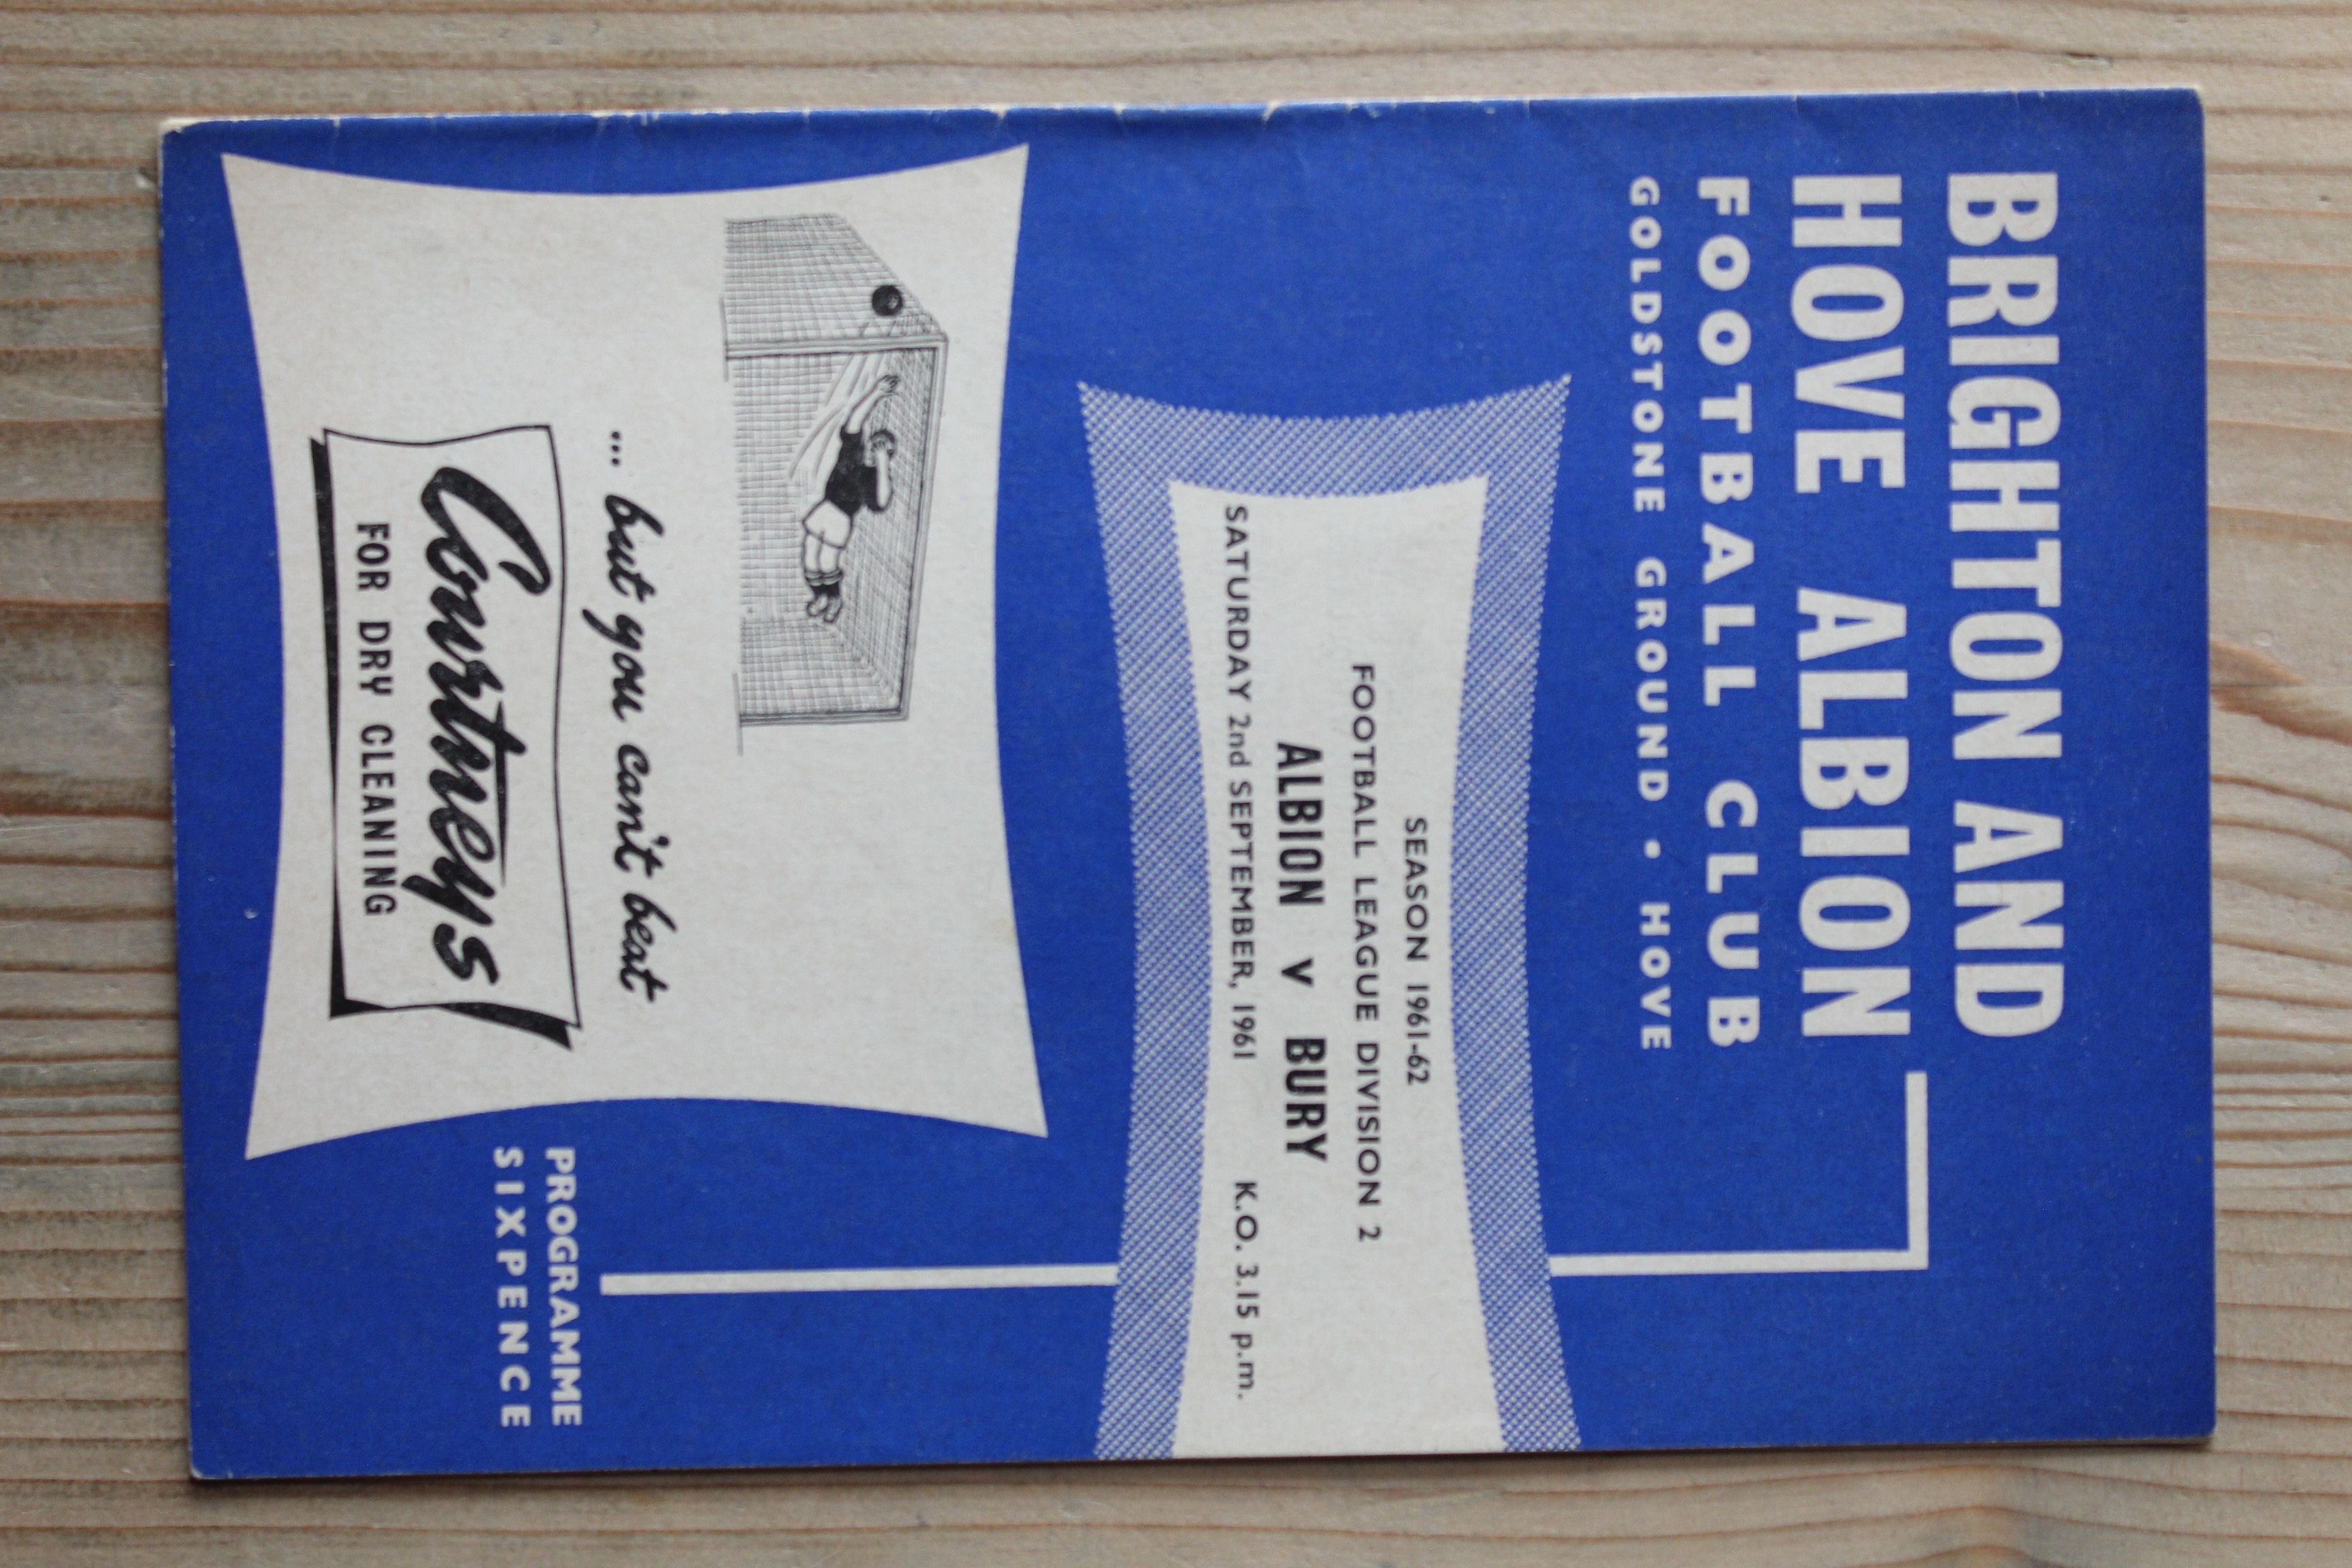 BRIGHTON AND
HOVE ALBION
FOOTBALL CLUB
GOLDSTONE GROUND • HOVE
SEASON 1961-62
FOOTBALL LEAGUE DIVISION 2
ALBION v BURY
SATURDAY 2nd SEPTEMBER, 1961 K.O. 3.15 p.m.
... but you can't beat
Courtneys
FOR DRY CLEANING
PROGRAMME
SIXPENCE